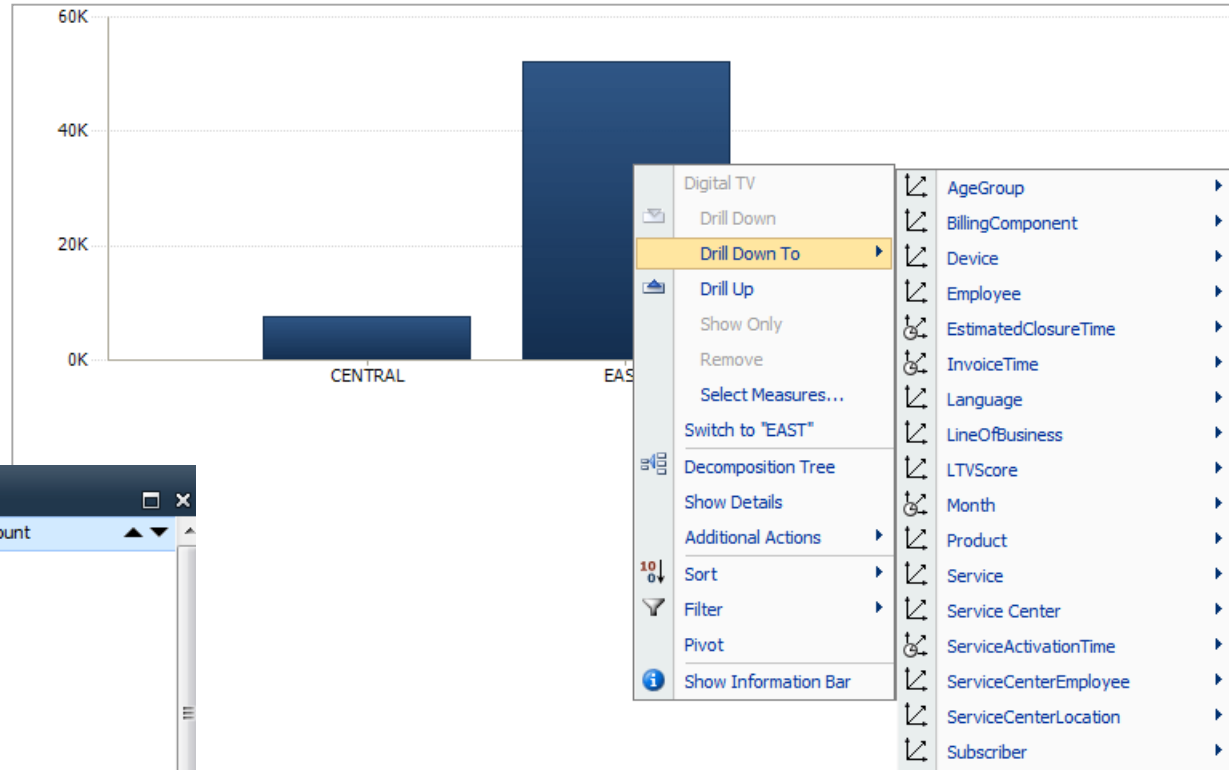 60K
40K
20K
0K
CENTRAL
EAS
Digital TV
Drill Down
Drill Down To
Drill Up
Show Only
Remove
Select Measures...
Switch to "EAST"
Decomposition Tree
Show Details
Additional Actions
Sort
Filter
Pivot
Show Information Bar
AgeGroup
BillingComponent
Device
Employee
EstimatedClosureTime
InvoiceTime
Language
LineOfBusiness
LTVScore
Month
Product
Service
Service Center
ServiceActivationTime
ServiceCenterEmployee
ServiceCenterLocation
Subscriber
ount